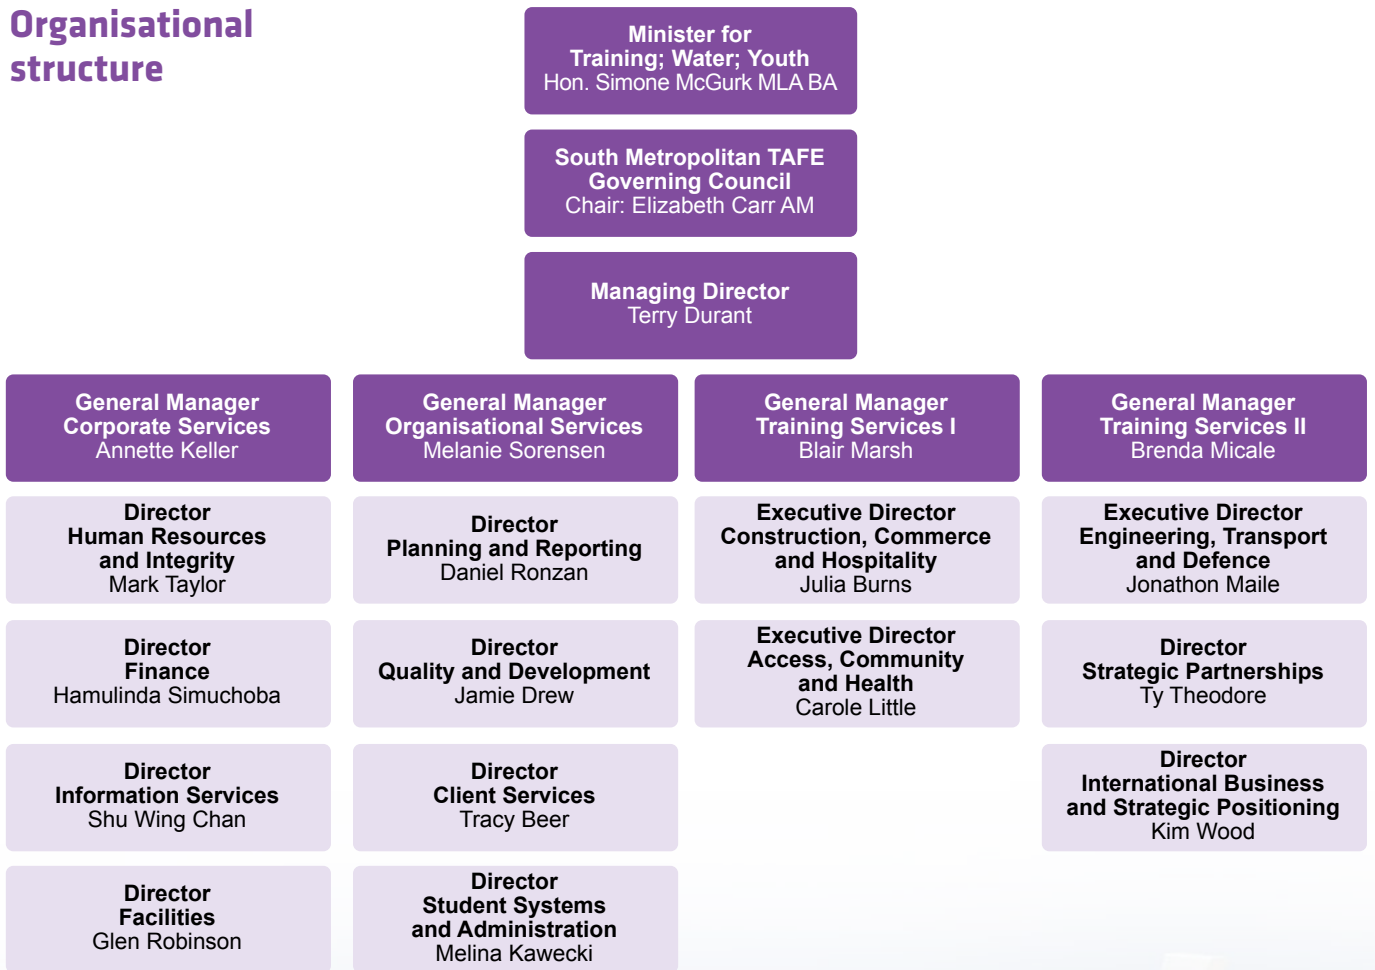 Organisational
structure
Minister for
Training; Water; Youth
Hon. Simone McGurk MLA BA
South Metropolitan TAFE
Governing Council
Chair: Elizabeth Carr AM
Managing Director
Terry Durant
General Manager
Corporate Services
Annette Keller
General Manager
Organisational Services
Melanie Sorensen
General Manager
Training Services I
Blair Marsh
General Manager
Training Services II
Brenda Micale
Director
Human Resources
and Integrity
Mark Taylor
Director
Planning and Reporting
Daniel Ronzan
Executive Director
Construction, Commerce
and Hospitality
Julia Burns
Executive Director
Engineering, Transport
and Defence
Jonathon Maile
Director
Finance
Hamulinda Simuchoba
Director
Quality and Development
Jamie Drew
Executive Director
Access, Community
and Health
Carole Little
Director
Strategic Partnerships
Ty Theodore
Director
Information Services
Shu Wing Chan
Director
Client Services
Tracy Beer
Director
International Business
and Strategic Positioning
Kim Wood
Director
Facilities
Glen Robinson
Director
Student Systems
and Administration
Melina Kawecki